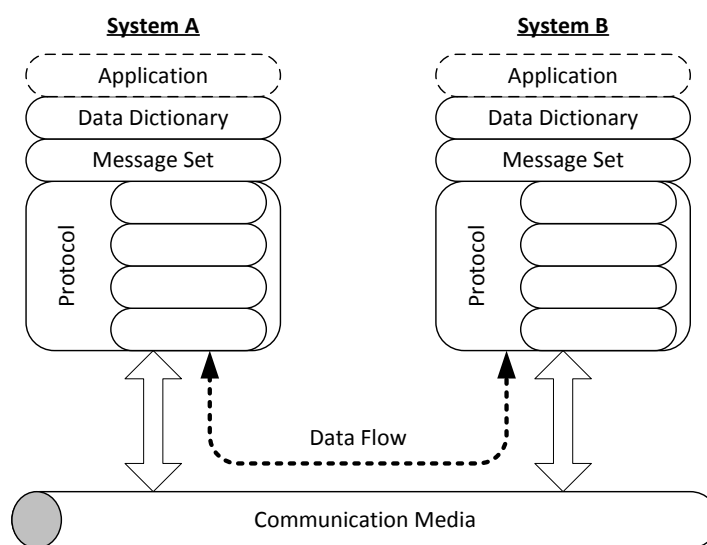 System A
System B
Application
Application
Data Dictionary
Data Dictionary
Message Set
Message Set
Protocol
Protocol
Data Flow
Communication Media